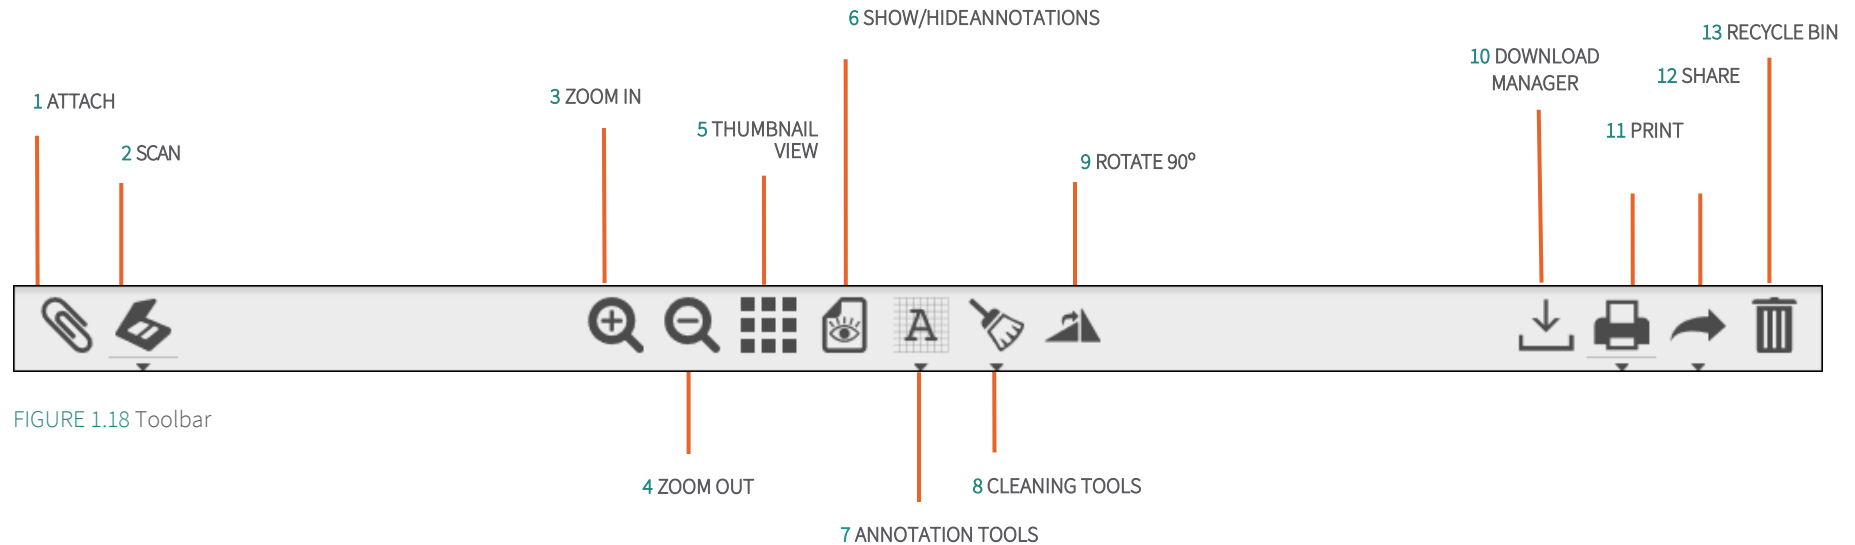 1 ATTACH
2 SCAN
3 ZOOM IN
4 ZOOM OUT
5 THUMBNAIL
VIEW
6 SHOW/HIDEANNOTATIONS
7 ANNOTATION TOOLS
8 CLEANING TOOLS
9 ROTATE 90º
10 DOWNLOAD
MANAGER
11 PRINT
12 SHARE
13 RECYCLE BIN
A
FIGURE 1.18 Toolbar